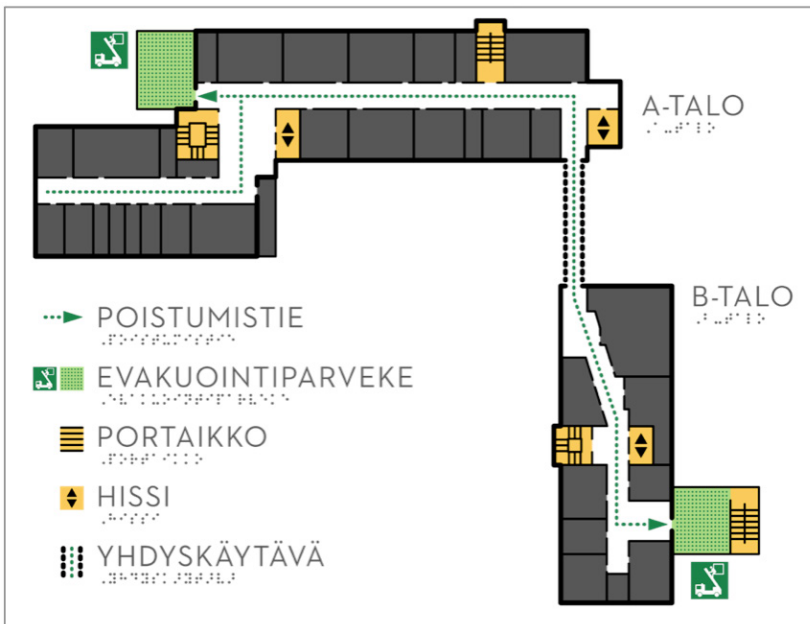 A-TALO
⠠⠁⠤⠞⠁⠇⠕
B-TALO
⠠⠃⠤⠞⠁⠇⠕
POISTUMISTIE
⠠⠏⠕⠊⠎⠞⠥⠍⠊⠎⠞⠊⠑
EVAKUOINTIPARVEKE
⠠⠑⠧⠁⠅⠥⠕⠊⠝⠞⠊⠏⠁⠗⠧⠑⠅⠑
PORTAIKKO
⠠⠏⠕⠗⠞⠁⠊⠅⠅⠕
HISSI
⠠⠓⠊⠎⠎⠊
YHDYSKÄYTÄVÄ
⠠⠽⠓⠙⠽⠎⠅⠜⠽⠞⠜⠧⠜